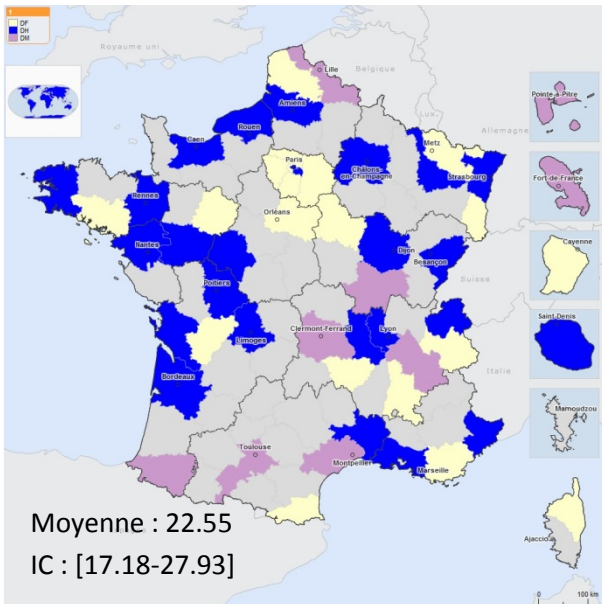 1
DF
DH
DM
Royaume uni
Belgique
Lille
Lux.
Allemagne
Amiens
Rouen
Caen
Metz
Paris
Châlons
en-Champagne
Strasbourg
Rennes
Orléans
Nantes
Dijon
Besançon
Suisse
Poitiers
Clermont-Ferrand
Lyon
Limoges
Bordeaux
Italie
Toulouse
Montpellier
Marseille
Ajaccio
Pointe-à-Pitre
Fort-de-France
Cayenne
Saint-Denis
Mamoudzou
Moyenne : 22.55
IC : [17.18-27.93]
0 100 km